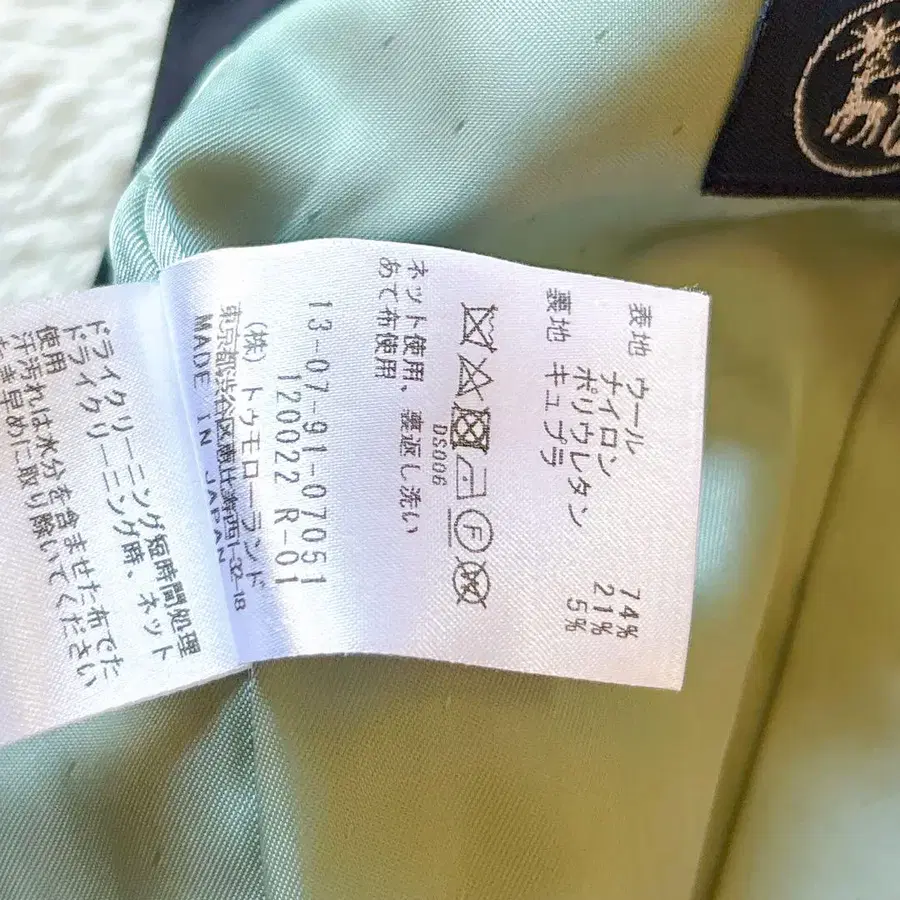 表地 ウール 74%
ナイロン 21%
ポリウレタン 5%
裏地 キュプラ
DS006
ネット使用、裏返し洗い
あて布使用
13-07-91-07051
120022 R-01
(株) トゥモローランド
東京都渋谷区恵比寿西1-32-18
MADE IN JAPAN
ドライクリーニング短時間処理
ドライクリーニング時、ネット
使用
汗汚れは水分を含ませた布でた
たき早めに取り除いてください